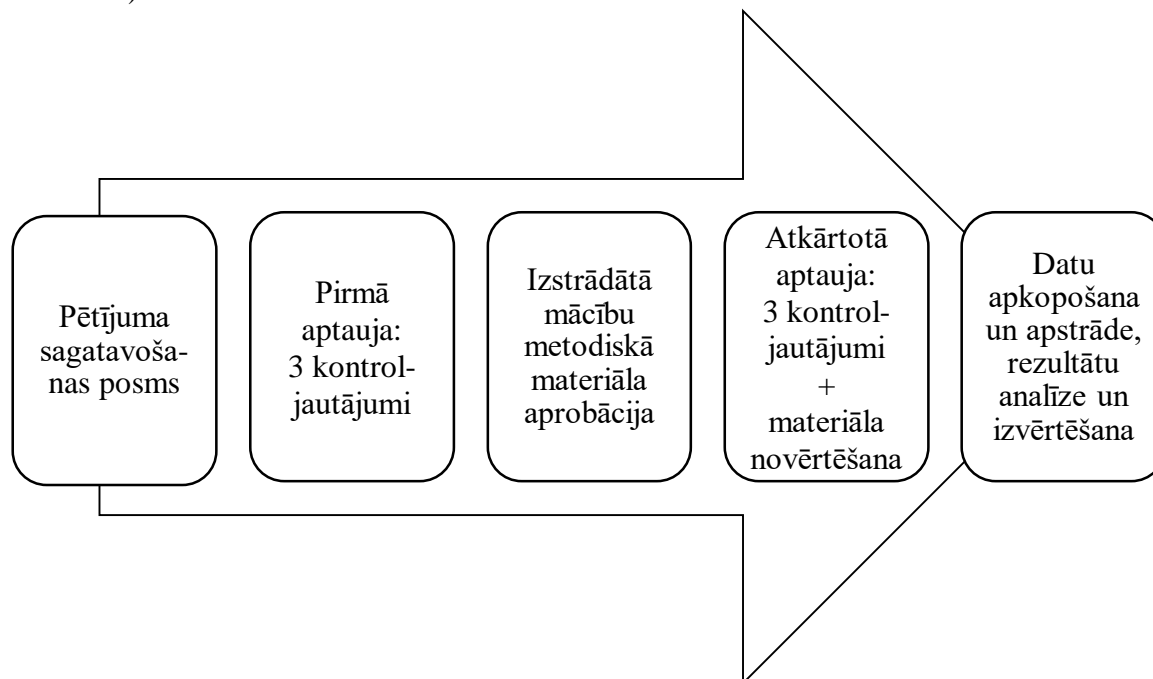 )
Pētījuma
sagatavoša-
nas posms
Pirmā
aptauja:
3 kontrol-
jautājumi
Izstrādātā
mācību
metodiskā
materiāla
aprobācija
Atkārtotā
aptauja:
3 kontrol-
jautājumi
+
materiāla
novērtēšana
Datu
apkopošana
un apstrāde,
rezultātu
analīze un
izvērtēšana